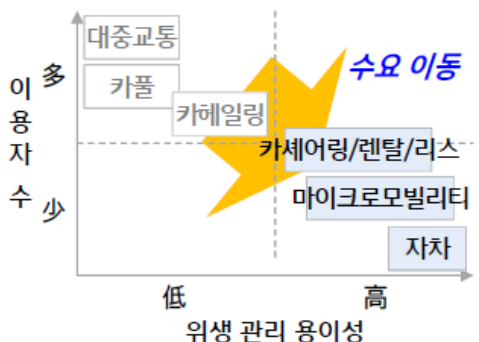 대중교통
카풀
카헤일링
수요 이동
카셰어링/렌탈/리스
마이크로모빌리티
자차
이용자 수
多
少
低
高
위생 관리 용이성